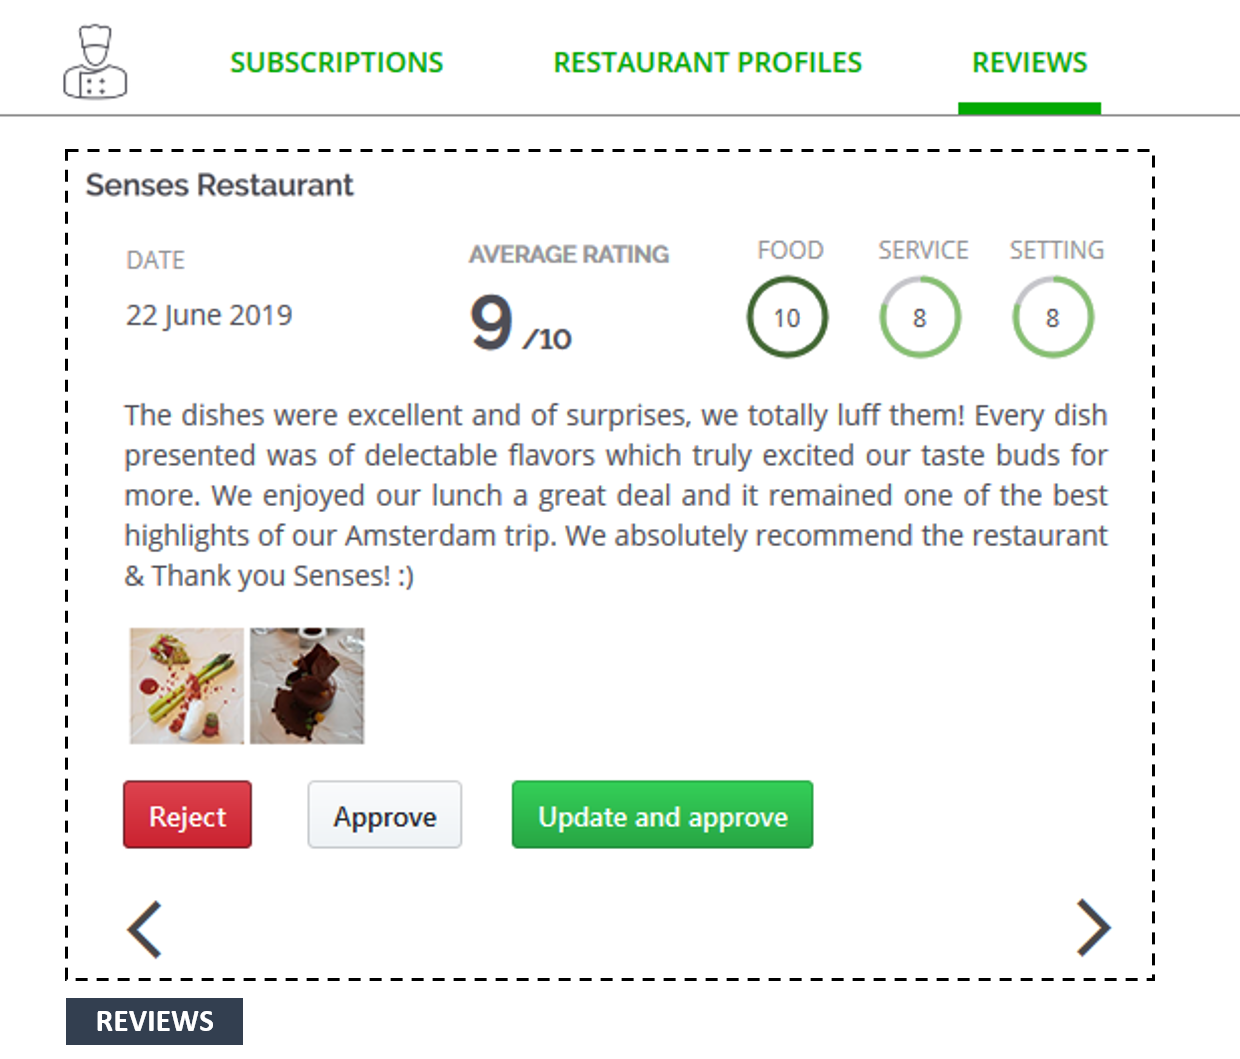 SUBSCRIPTIONS RESTAURANT PROFILES REVIEWS
Senses Restaurant
DATE AVERAGE RATING FOOD SERVICE SETTING
22 June 2019 9 /10 10 8 8
The dishes were excellent and of surprises, we totally luff them! Every dish
presented was of delectable flavors which truly excited our taste buds for
more. We enjoyed our lunch a great deal and it remained one of the best
highlights of our Amsterdam trip. We absolutely recommend the restaurant
& Thank you Senses! :)
Reject Approve Update and approve
REVIEWS